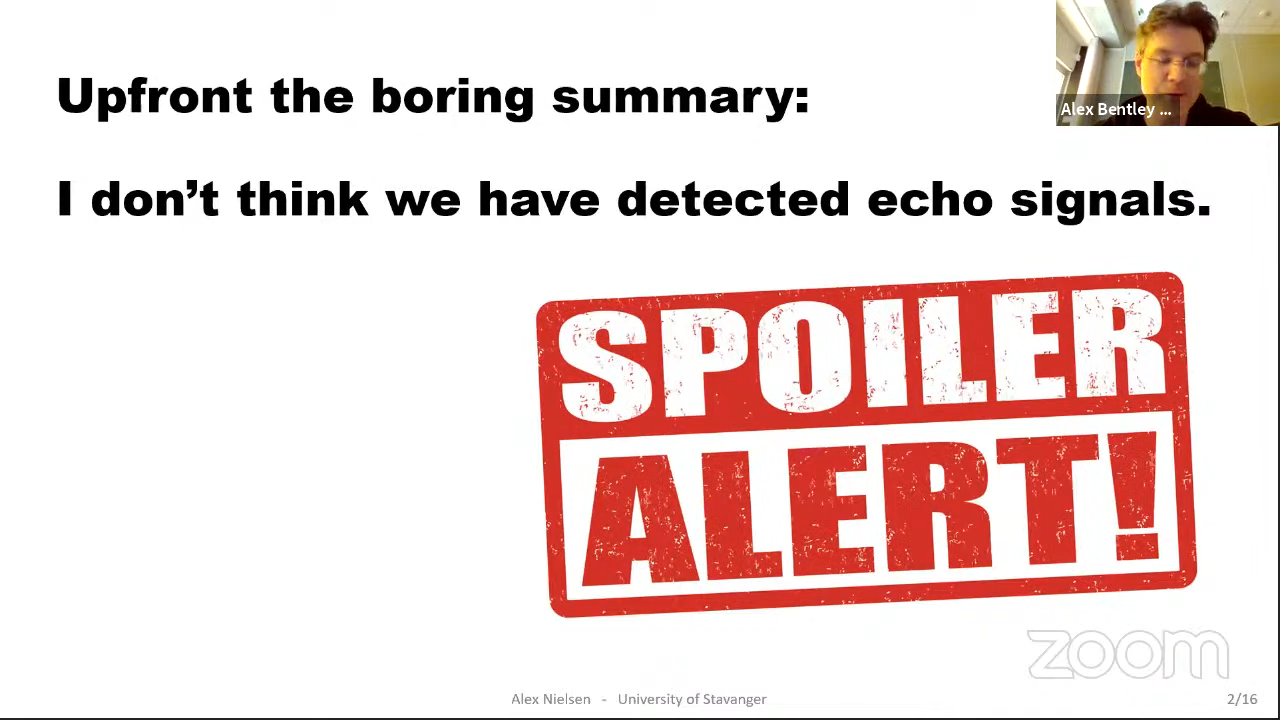 Upfront the boring summary:
Alex Bentley ...
I don’t think we have detected echo signals.
SPOILER
ALERT!
zoom
Alex Nielsen - University of Stavanger
2/16